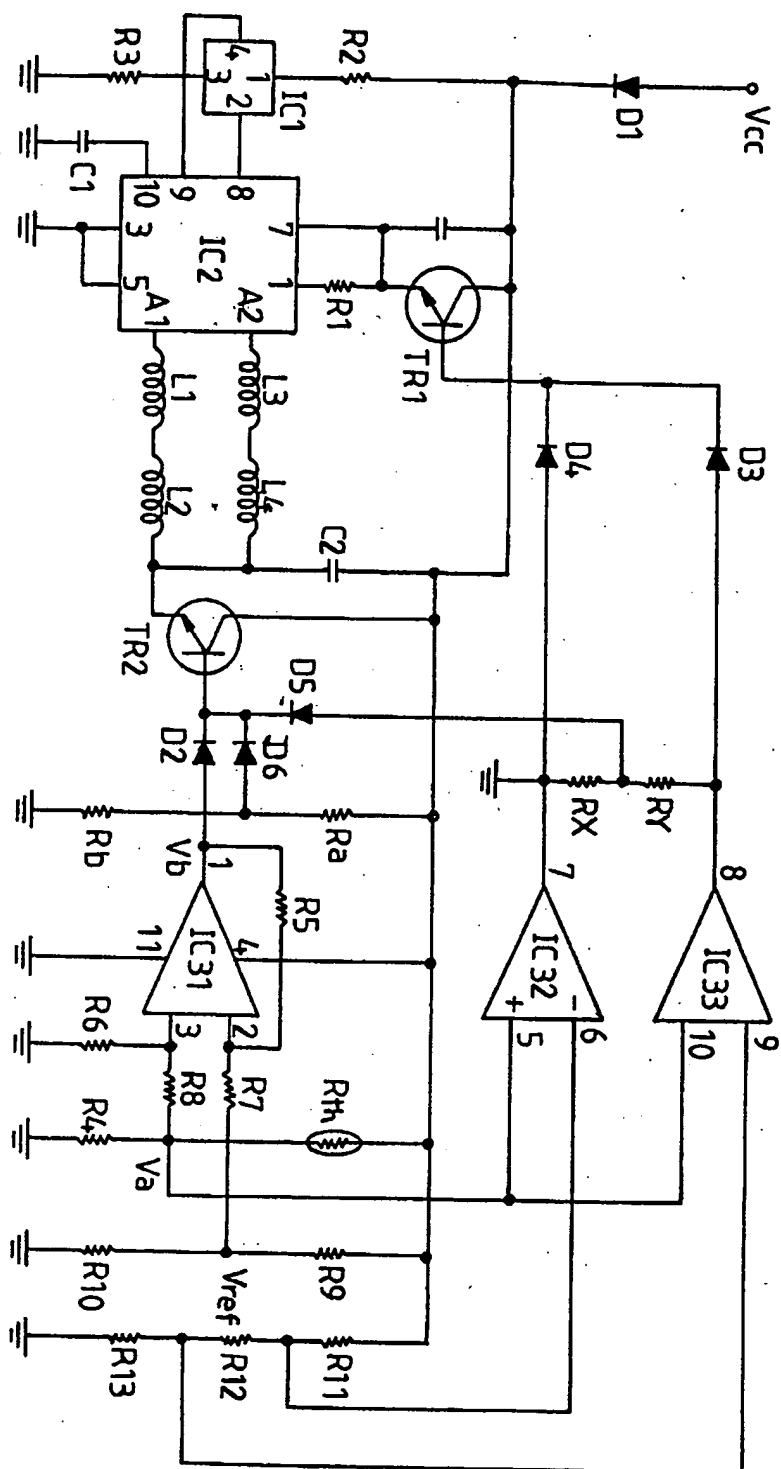 Vcc
D1
R2
IC1
1
2
3
4
R3
C1
IC2
10
9
8
7
1
3
5
A1
A2
R1
TR1
L1
L2
L3
L4
C2
TR2
D3
D4
D5
D2
D6
RX
RY
Ra
Rb
IC33
8
9
10
IC32
7
-
6
+
5
IC31
Vb
1
4
11
2
3
R5
R6
R7
R8
Rth
R4
Va
R9
R10
Vref
R11
R12
R13